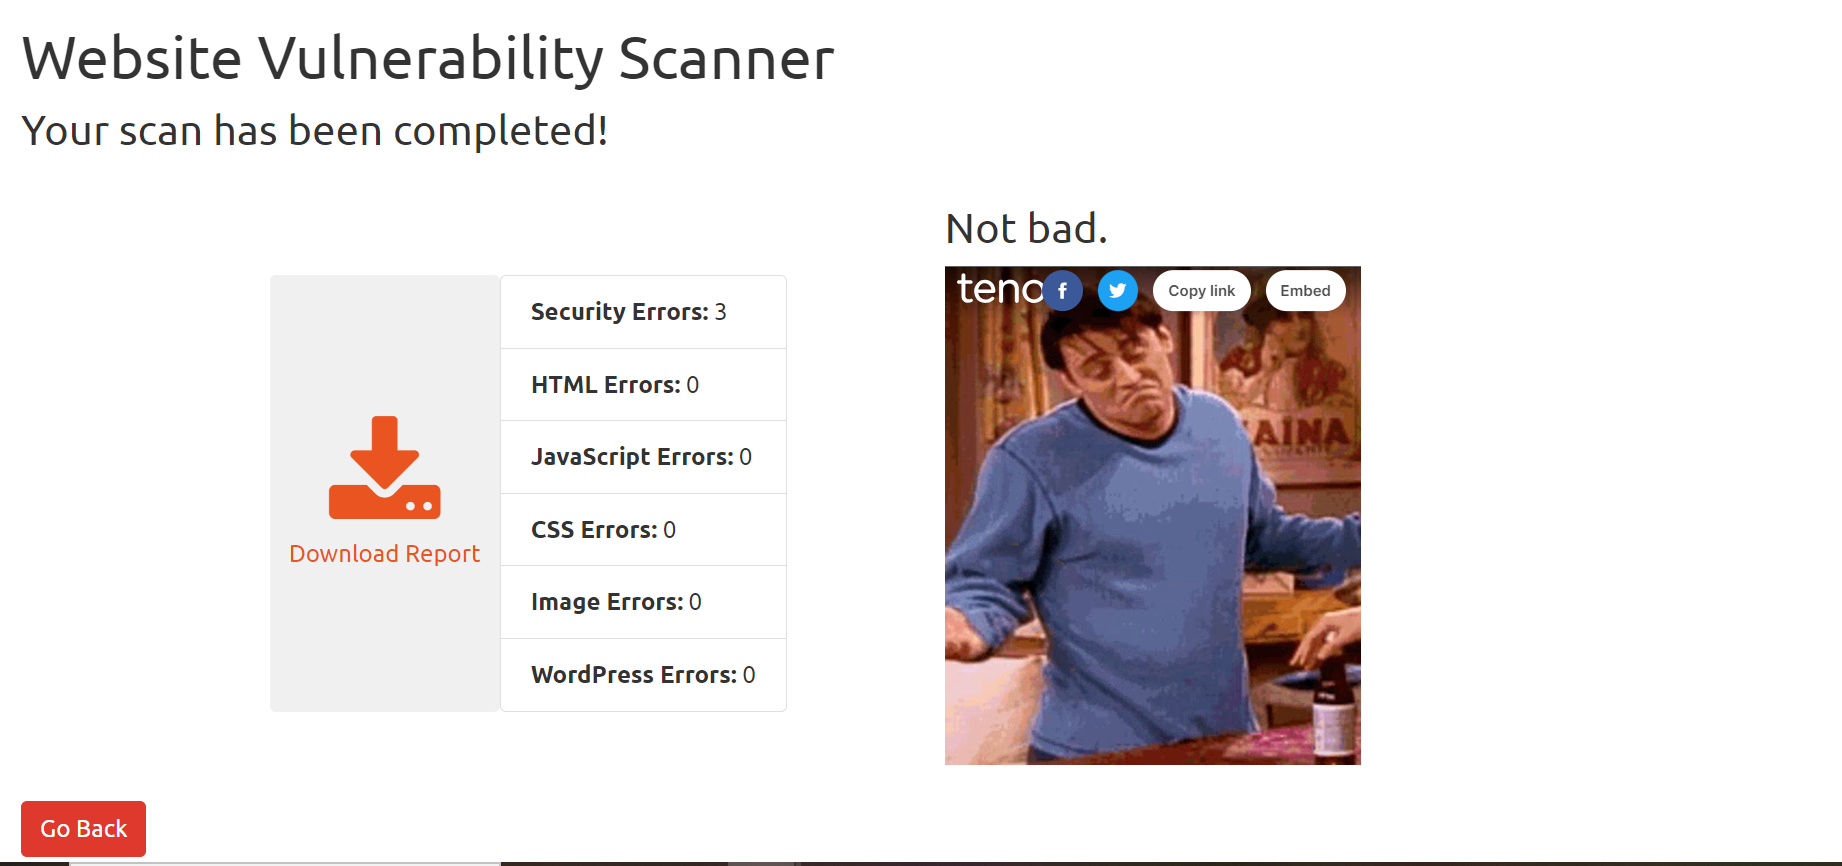 Website Vulnerability Scanner
Your scan has been completed!
Download Report
Security Errors: 3
HTML Errors: 0
JavaScript Errors: 0
CSS Errors: 0
Image Errors: 0
WordPress Errors: 0
Not bad.
teno
f
Copy link
Embed
AINA
Go Back